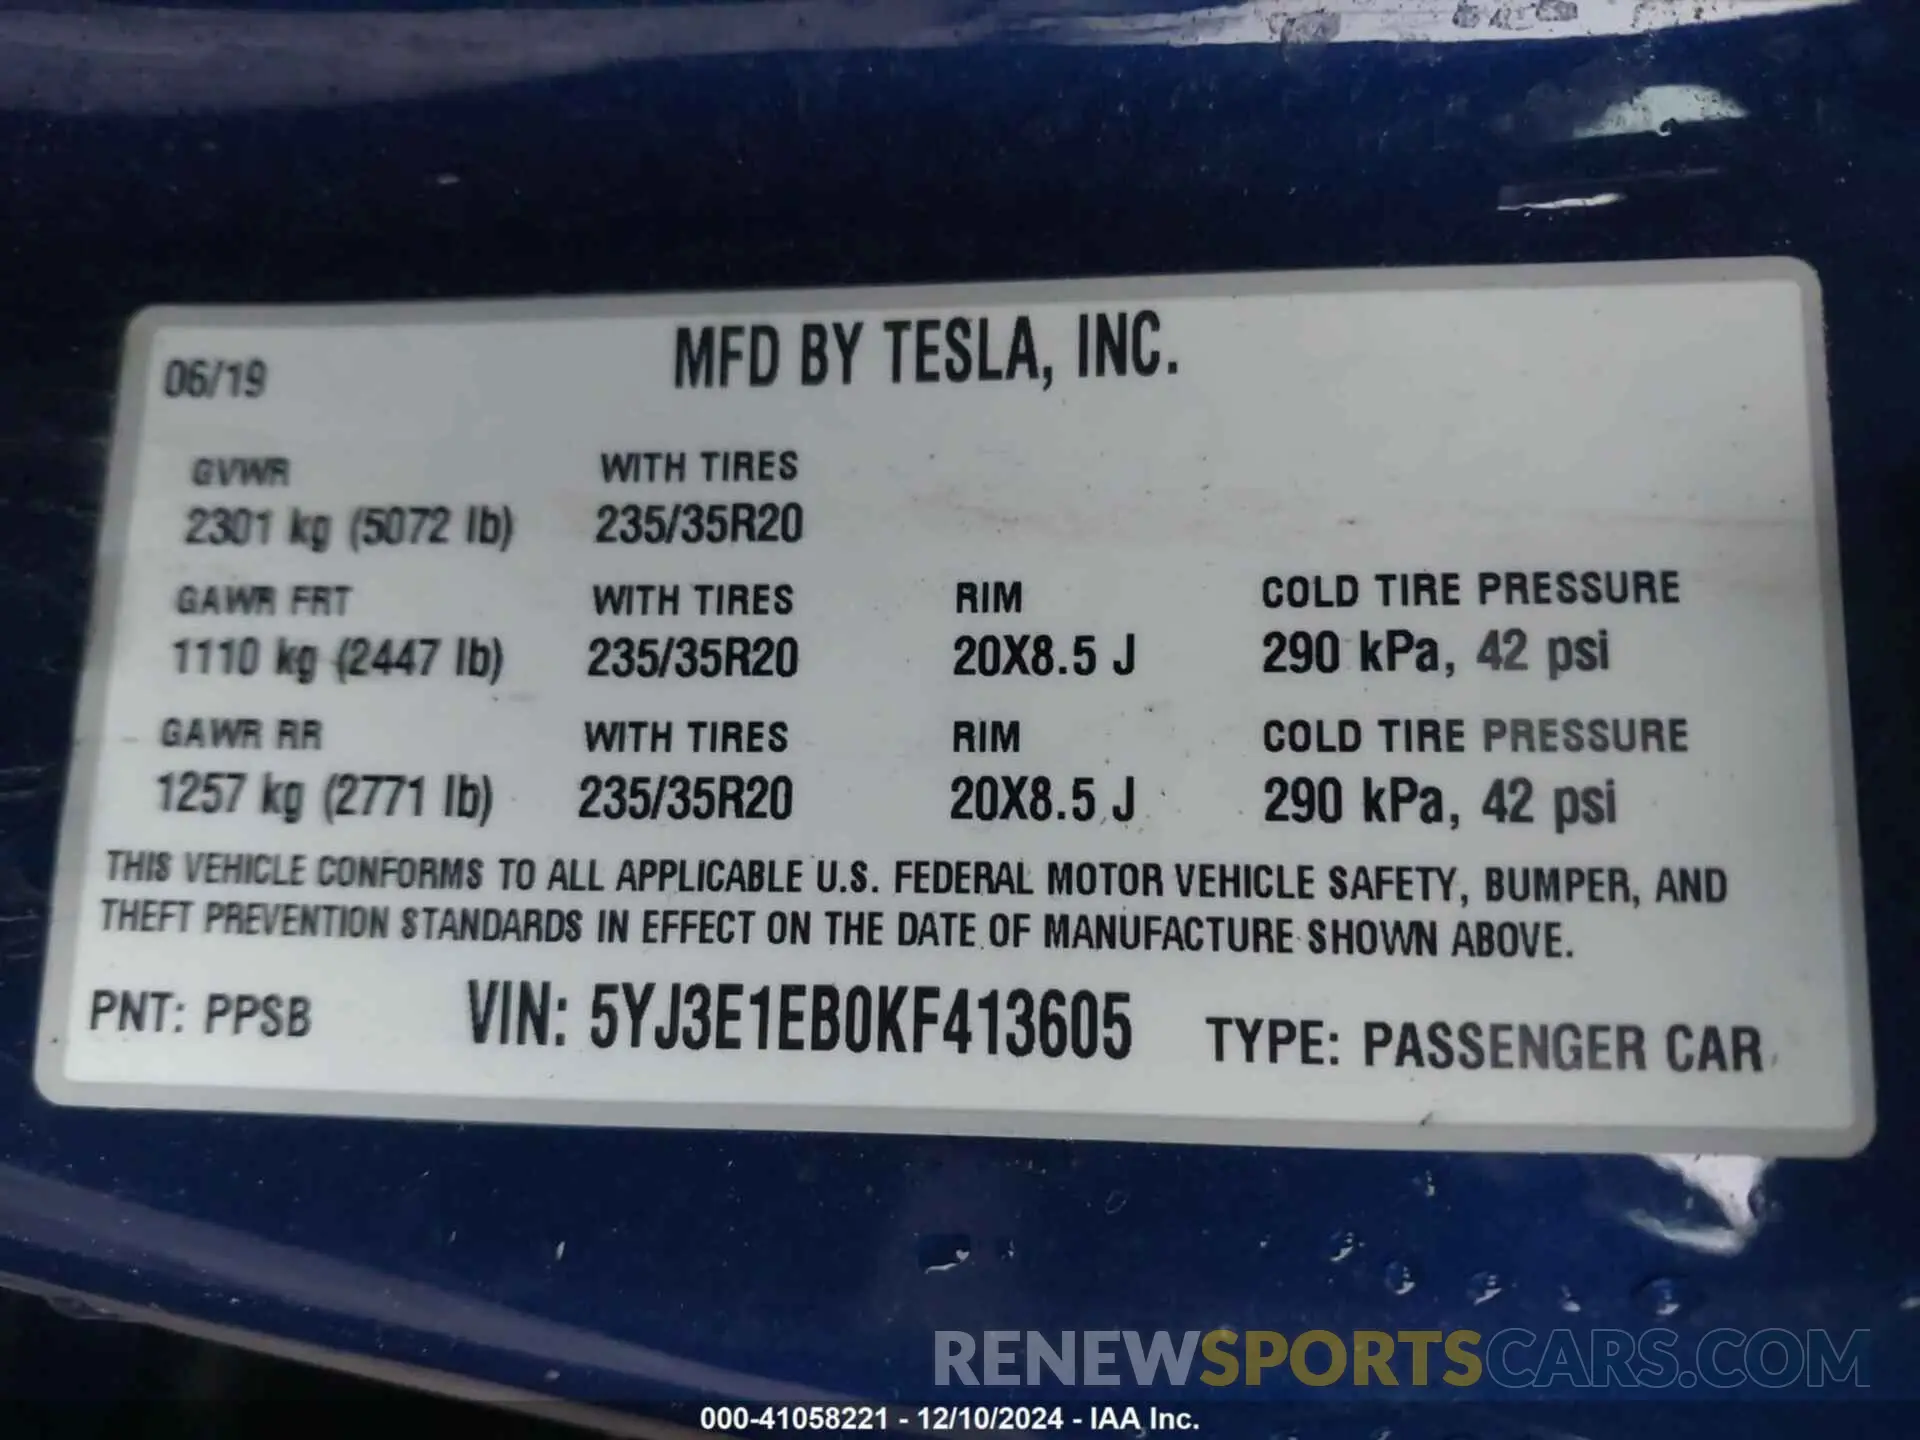 06/19 MFD BY TESLA, INC.
GVWR WITH TIRES
2301 kg (5072 lb) 235/35R20
GAWR FRT WITH TIRES RIM COLD TIRE PRESSURE
1110 kg (2447 lb) 235/35R20 20X8.5 J 290 kPa, 42 psi
GAWR RR WITH TIRES RIM COLD TIRE PRESSURE
1257 kg (2771 lb) 235/35R20 20X8.5 J 290 kPa, 42 psi
THIS VEHICLE CONFORMS TO ALL APPLICABLE U.S. FEDERAL MOTOR VEHICLE SAFETY, BUMPER, AND
THEFT PREVENTION STANDARDS IN EFFECT ON THE DATE OF MANUFACTURE SHOWN ABOVE.
PNT: PPSB VIN: 5YJ3E1EB0KF413605 TYPE: PASSENGER CAR
RENEWSPORTSCARS.COM
000-41058221 - 12/10/2024 - IAA Inc.